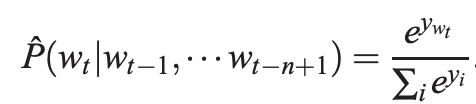 P̂(w_t|w_{t−1}, ⋯ w_{t−n+1}) = e^{y_{w_t}} / ∑_i e^{y_i}.